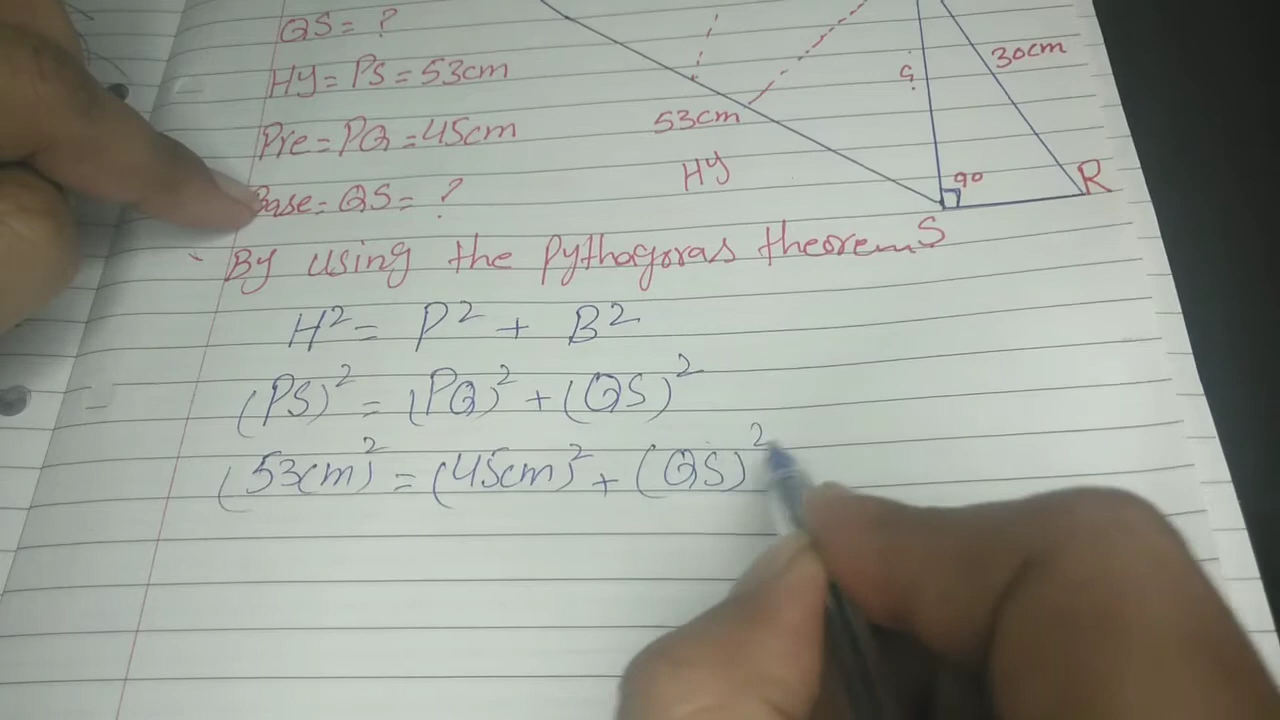 QS = ?
Hy = PS = 53cm
Pre = PQ = 45cm
Base = QS = ?
53cm
Hy
?
30cm
90
R
S
By using the Pythagoras theorem
H² = P² + B²
(PS)² = (PQ)² + (QS)²
(53cm)² = (45cm)² + (QS)²